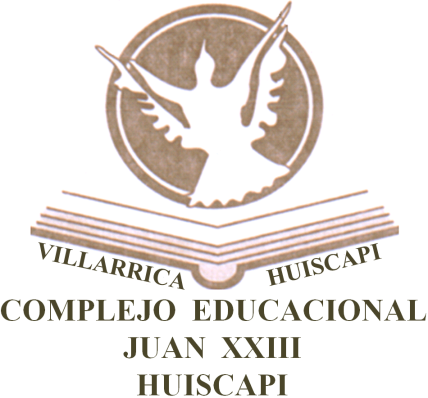 VILLARRICA HUISCAPI
COMPLEJO EDUCACIONAL
JUAN XXIII
HUISCAPI